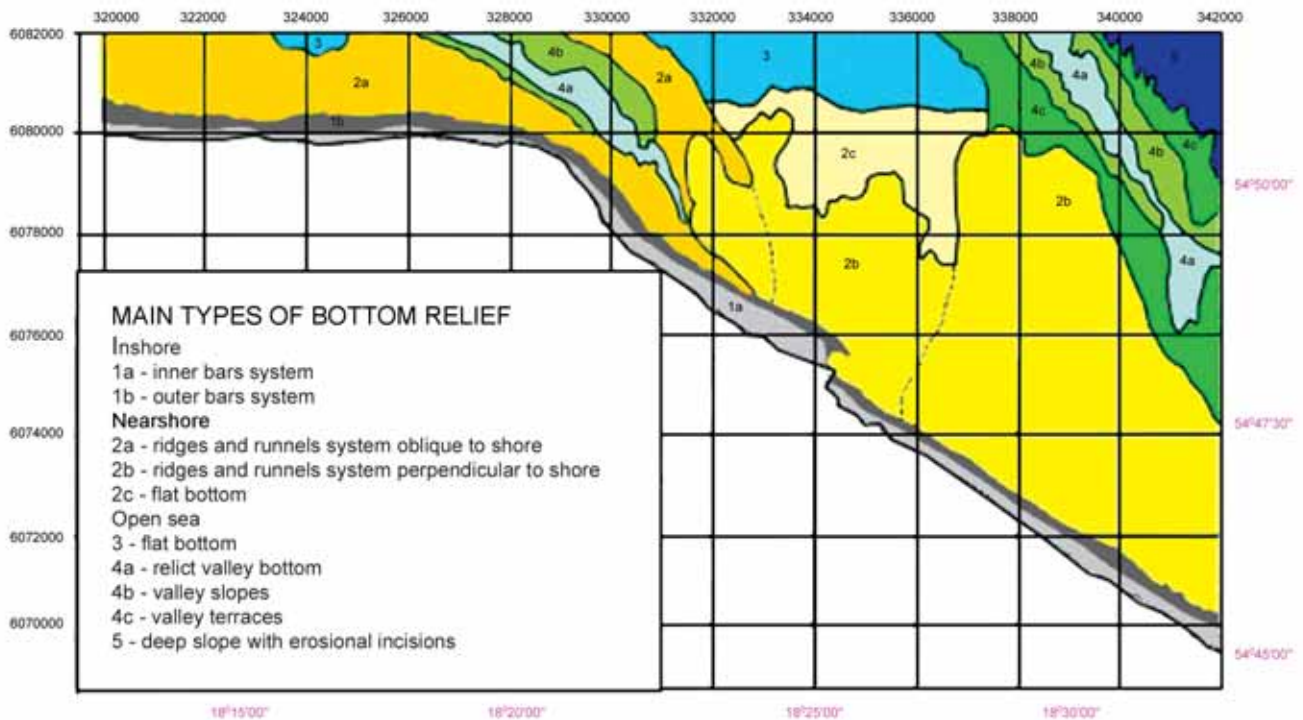 320000 322000 324000 326000 328000 330000 332000 334000 336000 338000 340000 342000
6082000
3
4b
2a
3
4b
4a
5
2a
4a
4c
1b
6080000
2c
4b
4c
54°50'00"
2b
6078000
2b
4a
MAIN TYPES OF BOTTOM RELIEF
Inshore
1a - inner bars system
1b - outer bars system
Nearshore
2a - ridges and runnels system oblique to shore
2b - ridges and runnels system perpendicular to shore
2c - flat bottom
Open sea
3 - flat bottom
4a - relict valley bottom
4b - valley slopes
4c - valley terraces
5 - deep slope with erosional incisions
1a
6076000
6074000
54°47'30"
6072000
6070000
54°45'00"
18°15'00" 18°20'00" 18°25'00" 18°30'00"